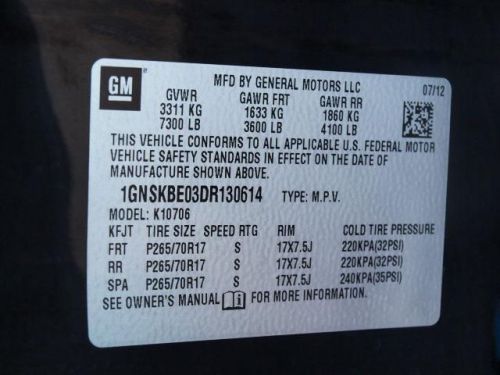 GM
MFD BY GENERAL MOTORS LLC 07/12
GVWR GAWR FRT GAWR RR
3311 KG 1633 KG 1860 KG
7300 LB 3600 LB 4100 LB
THIS VEHICLE CONFORMS TO ALL APPLICABLE U.S. FEDERAL MOTOR
VEHICLE SAFETY STANDARDS IN EFFECT ON THE DATE OF
MANUFACTURE SHOWN ABOVE.
1GNSKBE03DR130614 TYPE: M.P.V.
MODEL: K10706
KFJT TIRE SIZE SPEED RTG RIM COLD TIRE PRESSURE
FRT P265/70R17 S 17X7.5J 220KPA(32PSI)
RR P265/70R17 S 17X7.5J 220KPA(32PSI)
SPA P265/70R17 S 17X7.5J 240KPA(35PSI)
SEE OWNER'S MANUAL FOR MORE INFORMATION.